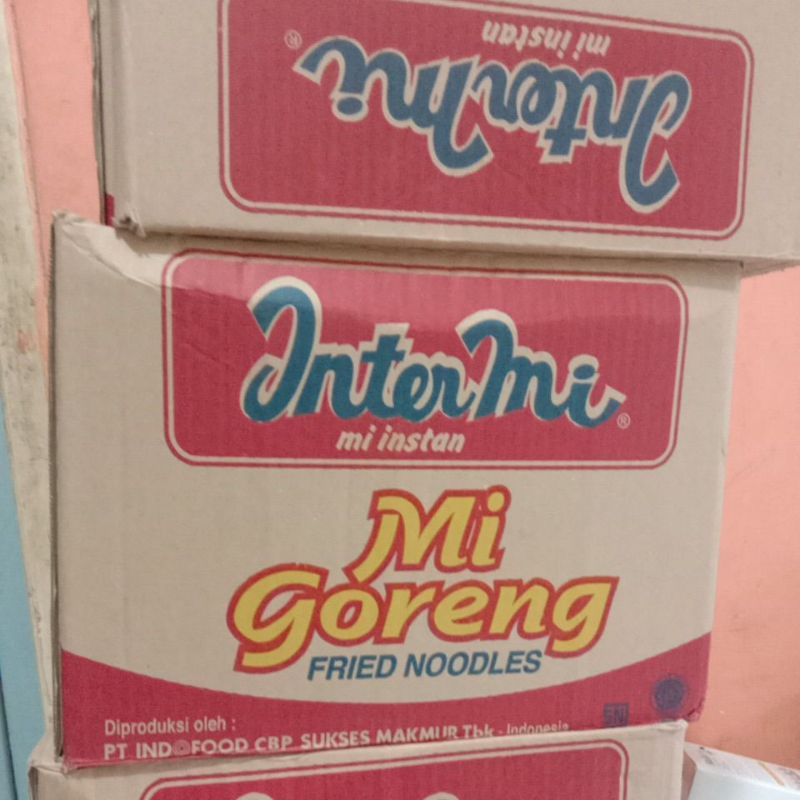 mi instan
InterMi®
InterMi®
mi instan
Mi
Goreng
FRIED NOODLES
Diproduksi oleh :
PT INDOFOOD CBP SUKSES MAKMUR Tbk - Indonesia
SNI